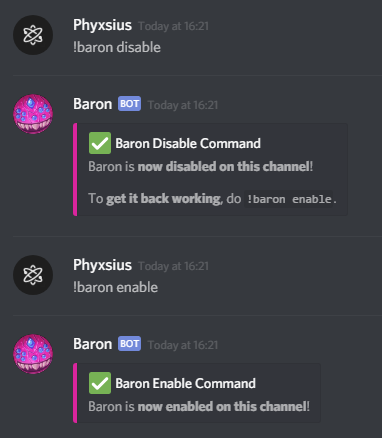 Phyxsius Today at 16:21
!baron disable
Baron BOT Today at 16:21
✅ Baron Disable Command
Baron is now disabled on this channel!
To get it back working, do !baron enable.
Phyxsius Today at 16:21
!baron enable
Baron BOT Today at 16:21
✅ Baron Enable Command
Baron is now enabled on this channel!